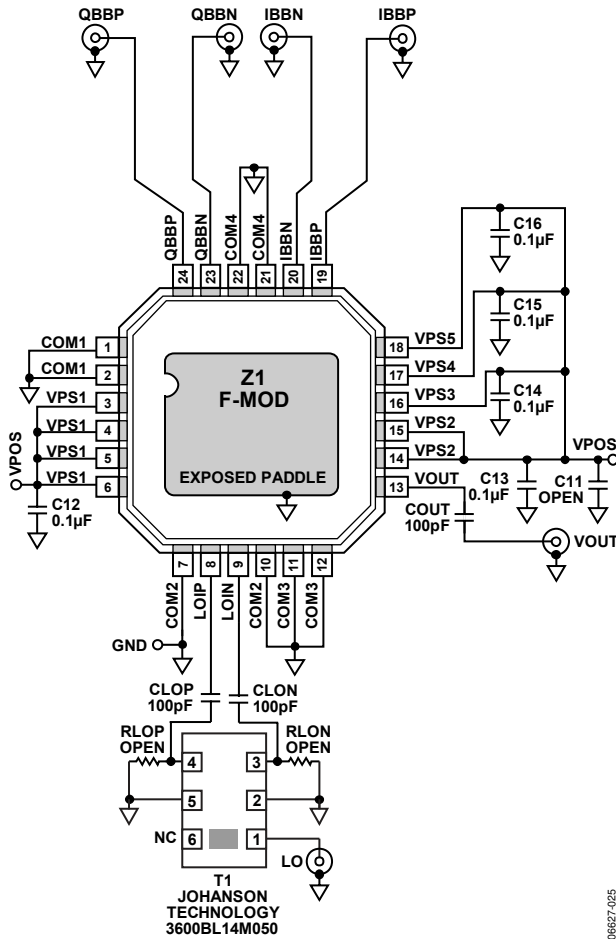 QBBP
QBBN
IBBN
IBBP
QBBP
QBBN
COM4
COM4
IBBN
IBBP
24
23
22
21
20
19
C16
0.1µF
C15
0.1µF
C14
0.1µF
COM1
1
COM1
2
VPS1
3
VPS1
4
VPS1
5
VPS1
6
VPOS
C12
0.1µF
Z1
F-MOD
EXPOSED PADDLE
18
VPS5
17
VPS4
16
VPS3
15
VPS2
14
VPS2
13
VOUT
VPOS
C13
0.1µF
C11
OPEN
COUT
100pF
VOUT
7
8
9
10
11
12
COM2
LOIP
LOIN
COM2
COM3
COM3
GND
CLOP
100pF
CLON
100pF
RLOP
OPEN
RLON
OPEN
4
3
5
2
NC
6
1
LO
T1
JOHANSON
TECHNOLOGY
3600BL14M050
06627-025